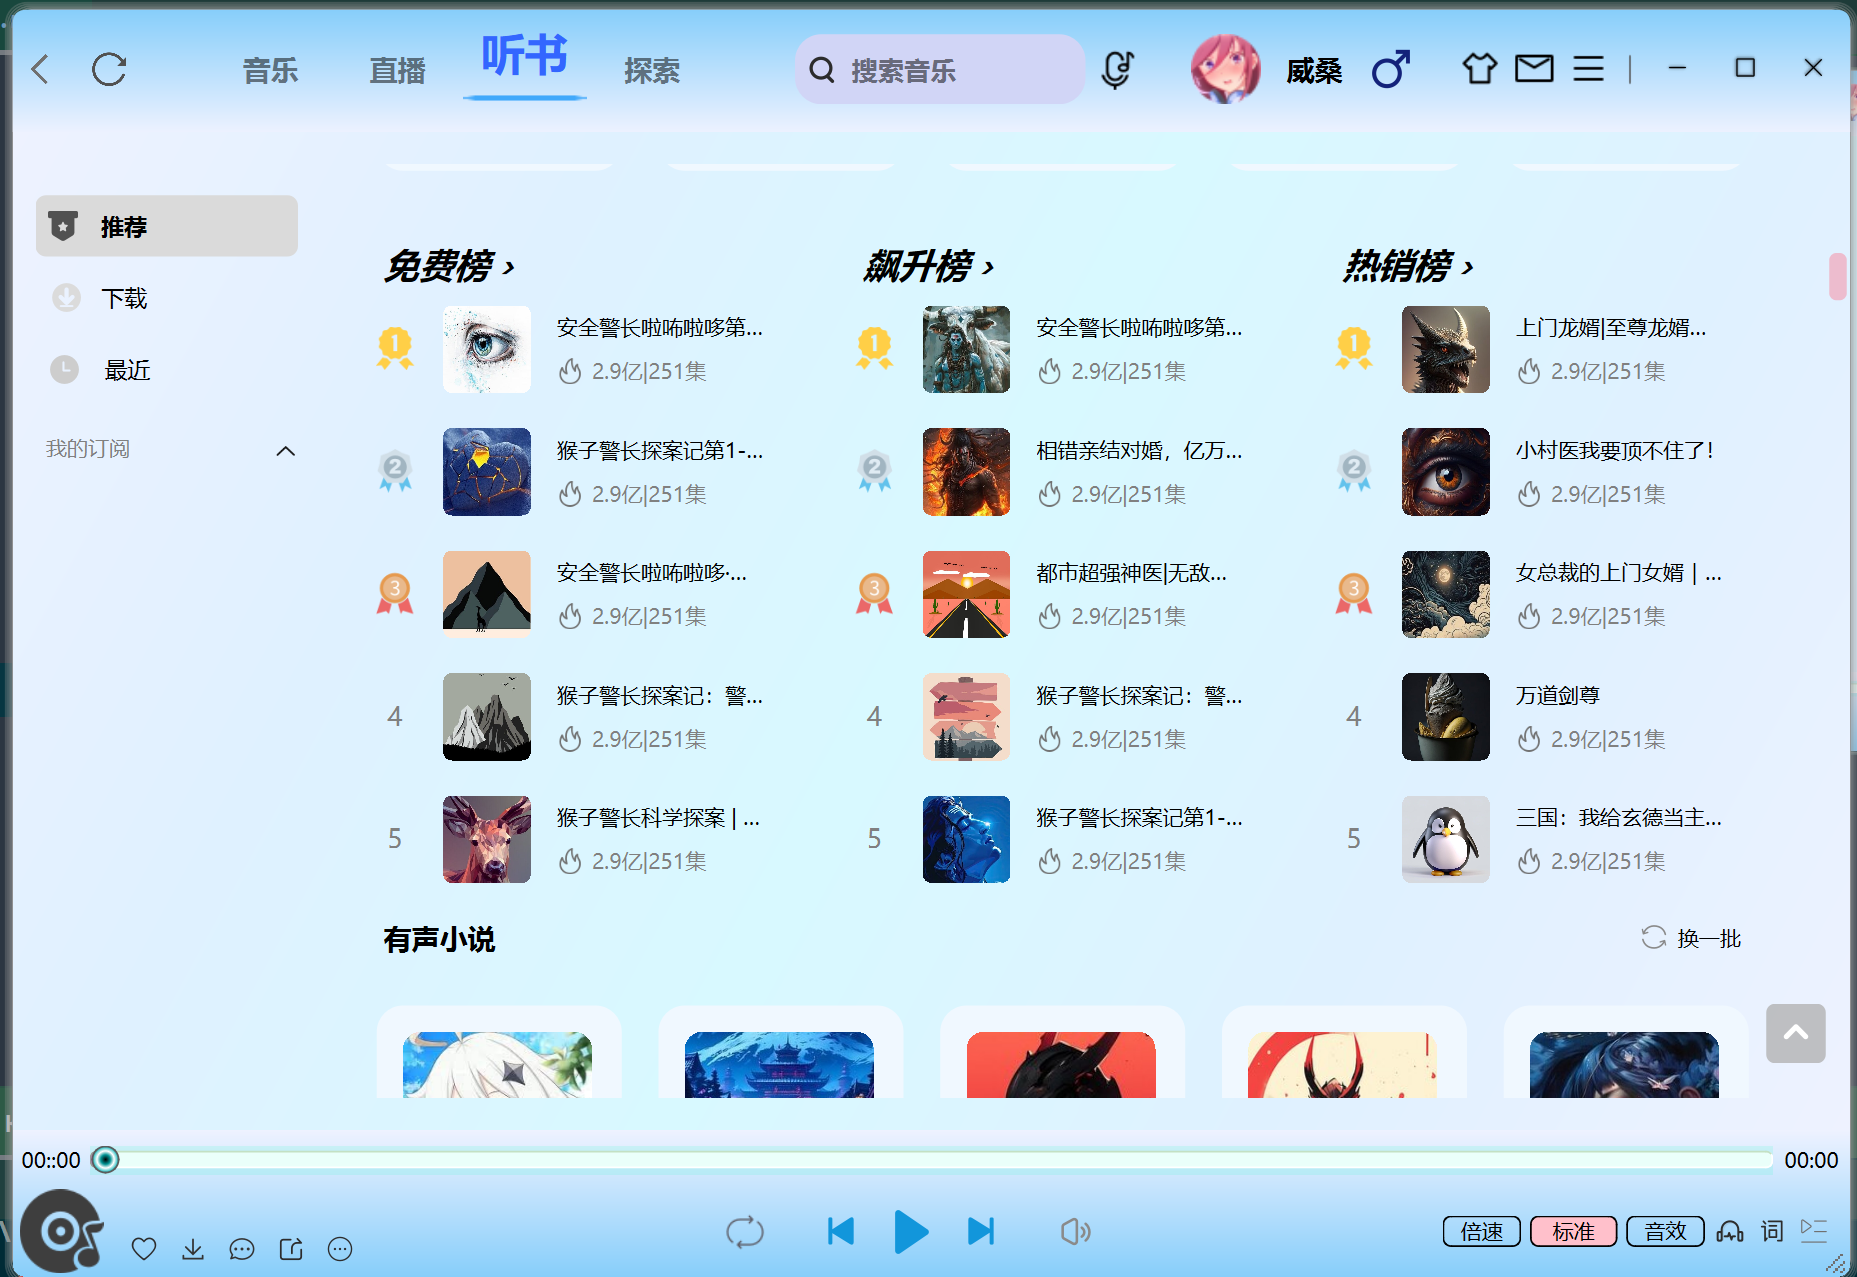 音乐 直播 听书 探索 搜索音乐 威桑
推荐
下载
最近
我的订阅
免费榜 ›
1 安全警长啦咘啦哆第...
2.9亿|251集
2 猴子警长探案记第1-...
2.9亿|251集
3 安全警长啦咘啦哆·...
2.9亿|251集
4 猴子警长探案记：警...
2.9亿|251集
5 猴子警长科学探案 | ...
2.9亿|251集
飙升榜 ›
1 安全警长啦咘啦哆第...
2.9亿|251集
2 相错亲结对婚，亿万...
2.9亿|251集
3 都市超强神医|无敌...
2.9亿|251集
4 猴子警长探案记：警...
2.9亿|251集
5 猴子警长探案记第1-...
2.9亿|251集
热销榜 ›
1 上门龙婿|至尊龙婿...
2.9亿|251集
2 小村医我要顶不住了！
2.9亿|251集
3 女总裁的上门女婿 | ...
2.9亿|251集
4 万道剑尊
2.9亿|251集
5 三国：我给玄德当主...
2.9亿|251集
有声小说 换一批
00::00 00:00
倍速 标准 音效 词